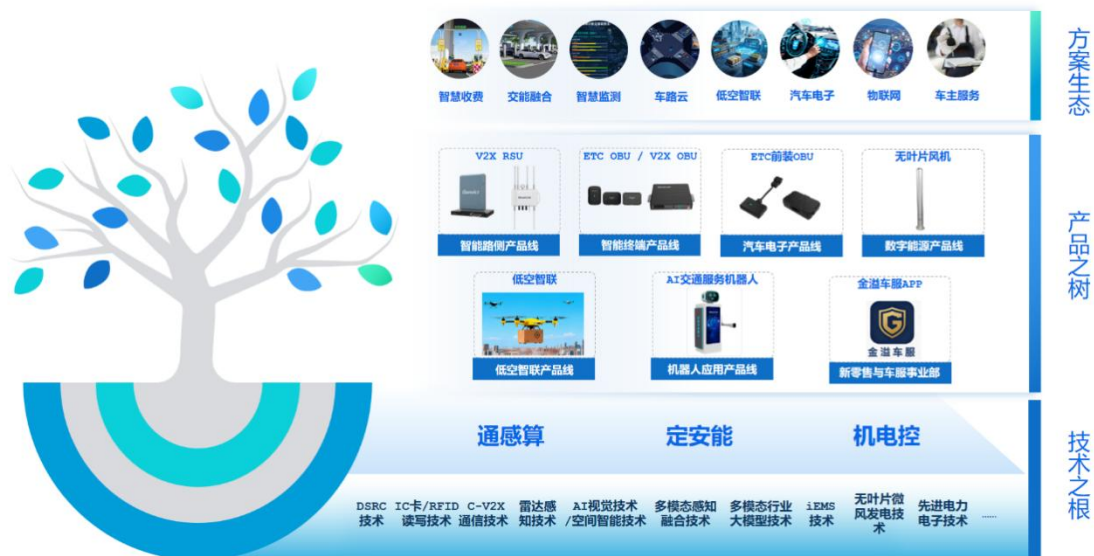 智慧收费 交能融合 智慧监测 车路云 低空智联 汽车电子 物联网 车主服务
方案生态
V2X RSU
智能路侧产品线
ETC OBU / V2X OBU
智能终端产品线
ETC前装OBU
汽车电子产品线
无叶片风机
数字能源产品线
产品之树
低空智联
低空智联产品线
AI交通服务机器人
机器人应用产品线
金溢车服APP
金溢车服
新零售与车服事业部
通感算 定安能 机电控
技术之根
DSRC
技术
IC卡/RFID
读写技术
C-V2X
通信技术
雷达感
知技术
AI视觉技术
/空间智能技术
多模态感知
融合技术
多模态行业
大模型技术
iEMS
技术
无叶片微
风发电技
术
先进电力
电子技术
……